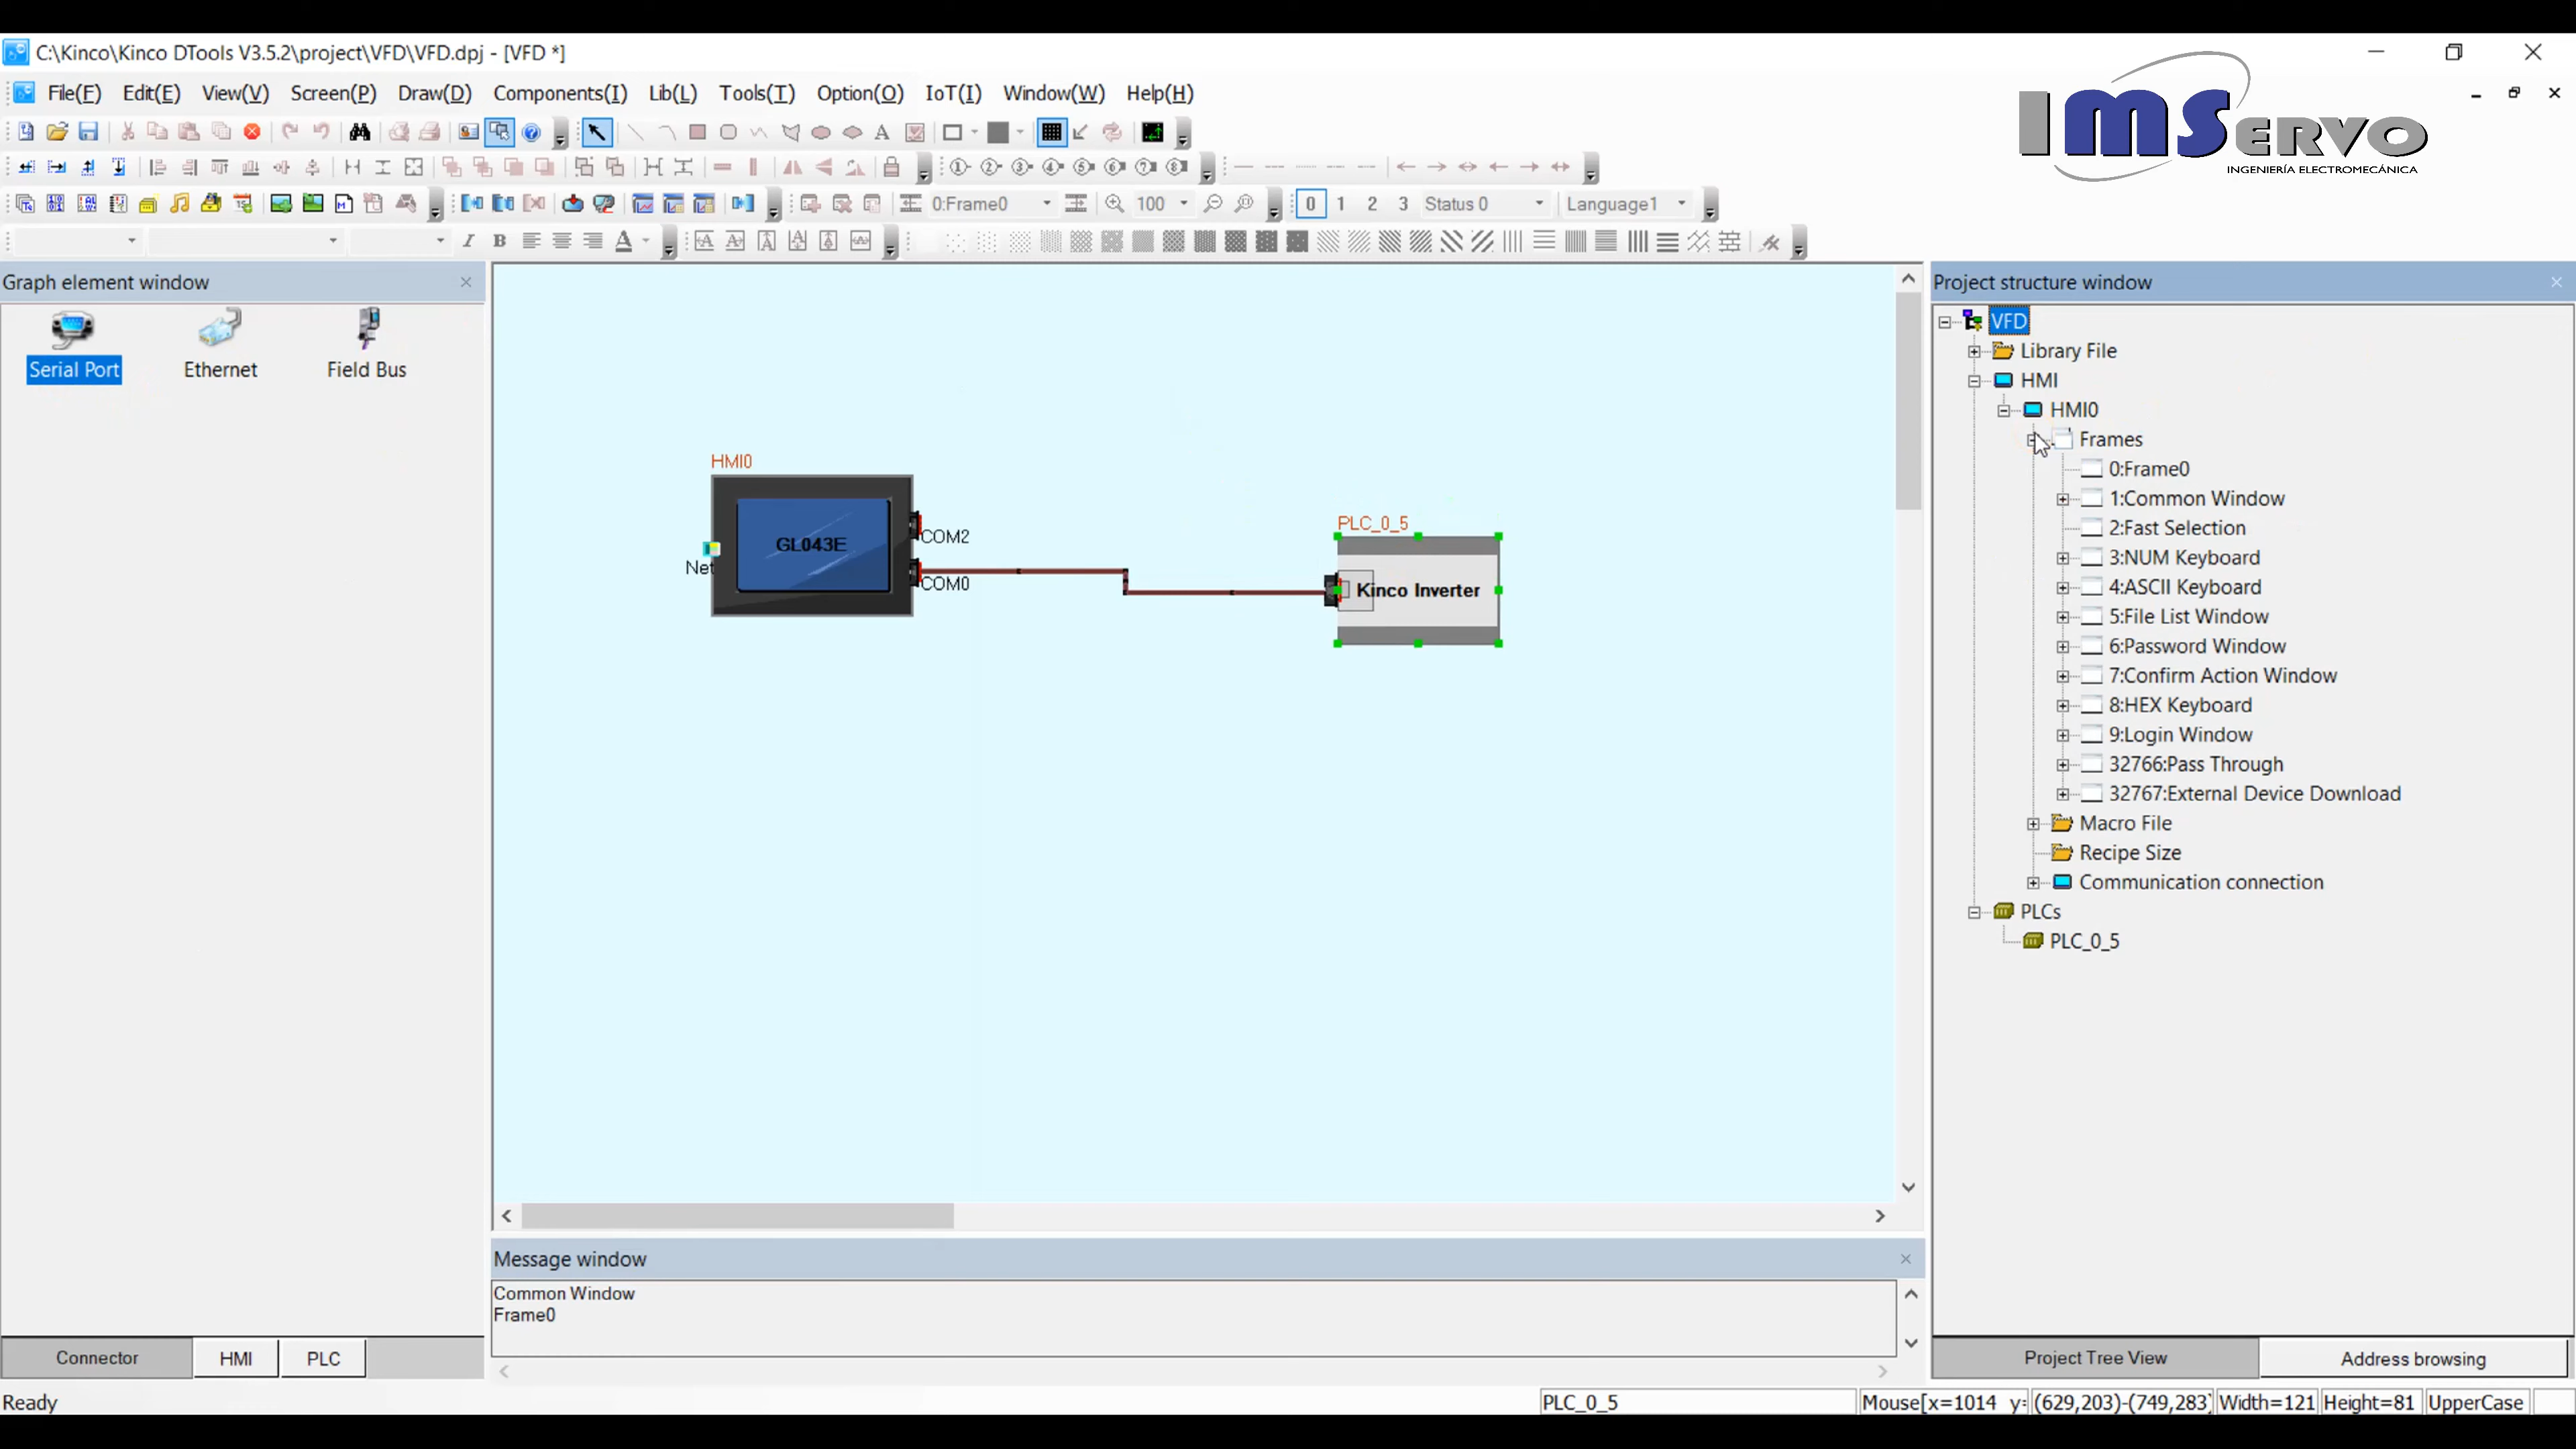 C:\Kinco\Kinco DTools V3.5.2\project\VFD\VFD.dpj - [VFD *]
File(F) Edit(E) View(V) Screen(P) Draw(D) Components(I) Lib(L) Tools(T) Option(O) IoT(I) Window(W) Help(H)
IMSERVO
INGENIERÍA ELECTROMECÁNICA
0:Frame0 100 0 1 2 3 Status 0 Language1
Graph element window
Serial Port Ethernet Field Bus
HMI0
GL043E
COM2
COM0
Net
PLC_0_5
Kinco Inverter
Project structure window
VFD
Library File
HMI
HMI0
Frames
0:Frame0
1:Common Window
2:Fast Selection
3:NUM Keyboard
4:ASCII Keyboard
5:File List Window
6:Password Window
7:Confirm Action Window
8:HEX Keyboard
9:Login Window
32766:Pass Through
32767:External Device Download
Macro File
Recipe Size
Communication connection
PLCs
PLC_0_5
Message window
Common Window
Frame0
Connector HMI PLC
Project Tree View Address browsing
Ready PLC_0_5 Mouse[x=1014 y: (629,203)-(749,283) Width=121 Height=81 UpperCase